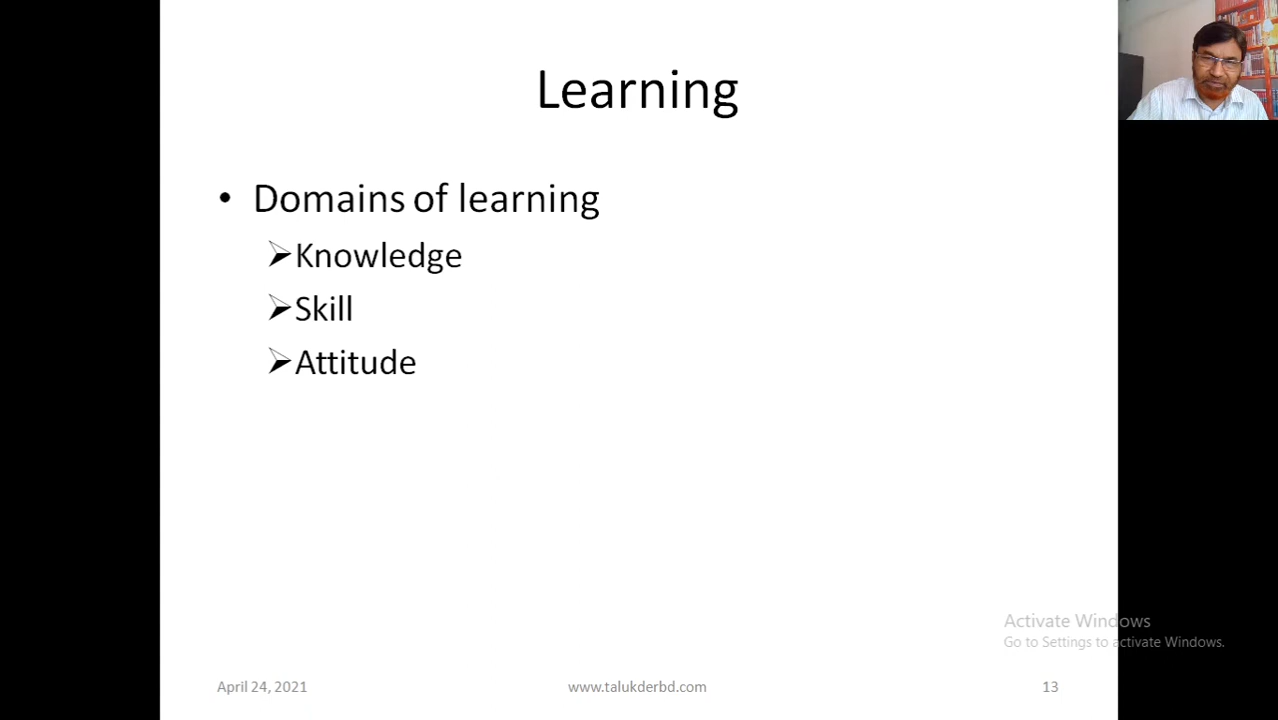 Learning
• Domains of learning
➢Knowledge
➢Skill
➢Attitude
Activate Windows
Go to Settings to activate Windows.
April 24, 2021
www.talukderbd.com
13